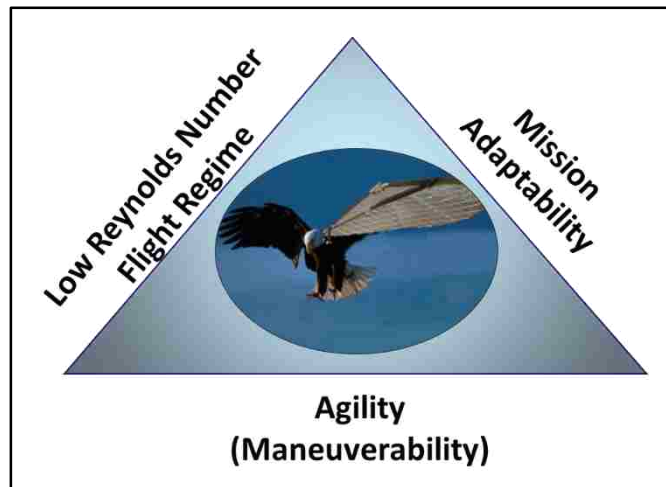 Low Reynolds Number
Flight Regime
Mission
Adaptability
Agility
(Maneuverability)